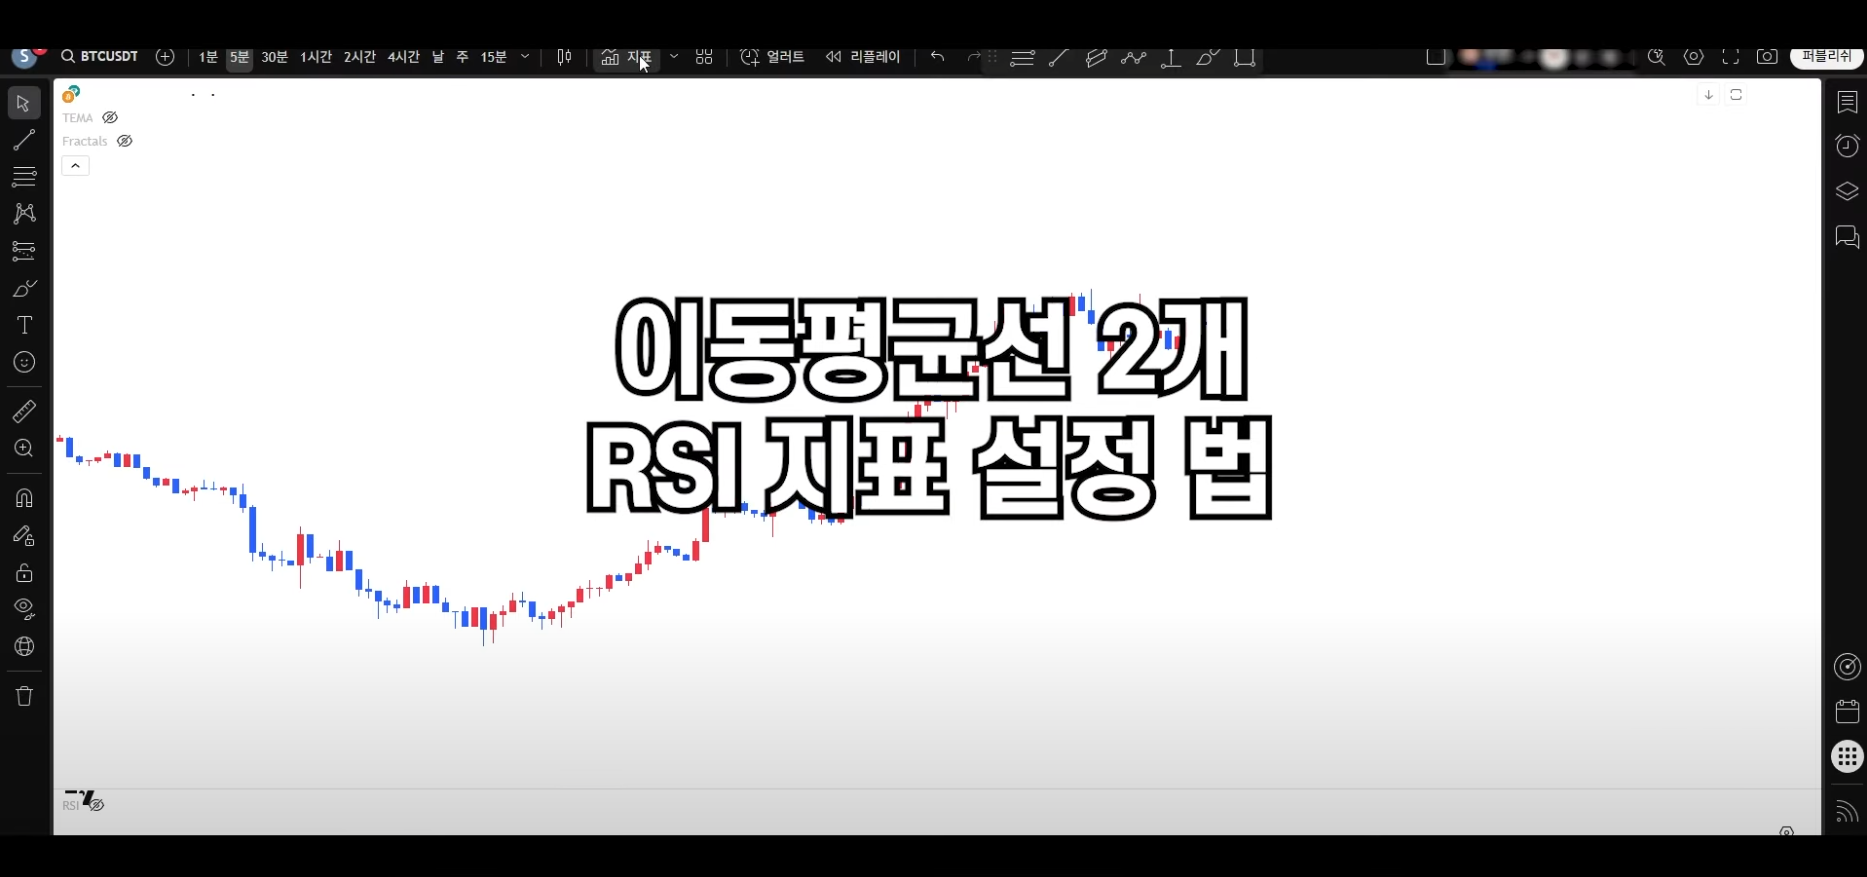 S BTCUSDT 1분 5분 30분 1시간 2시간 4시간 날 주 15분 지표 얼러트 리플레이 퍼블리쉬
TEMA
Fractals
이동평균선 2개
RSI 지표 설정 법
RSI